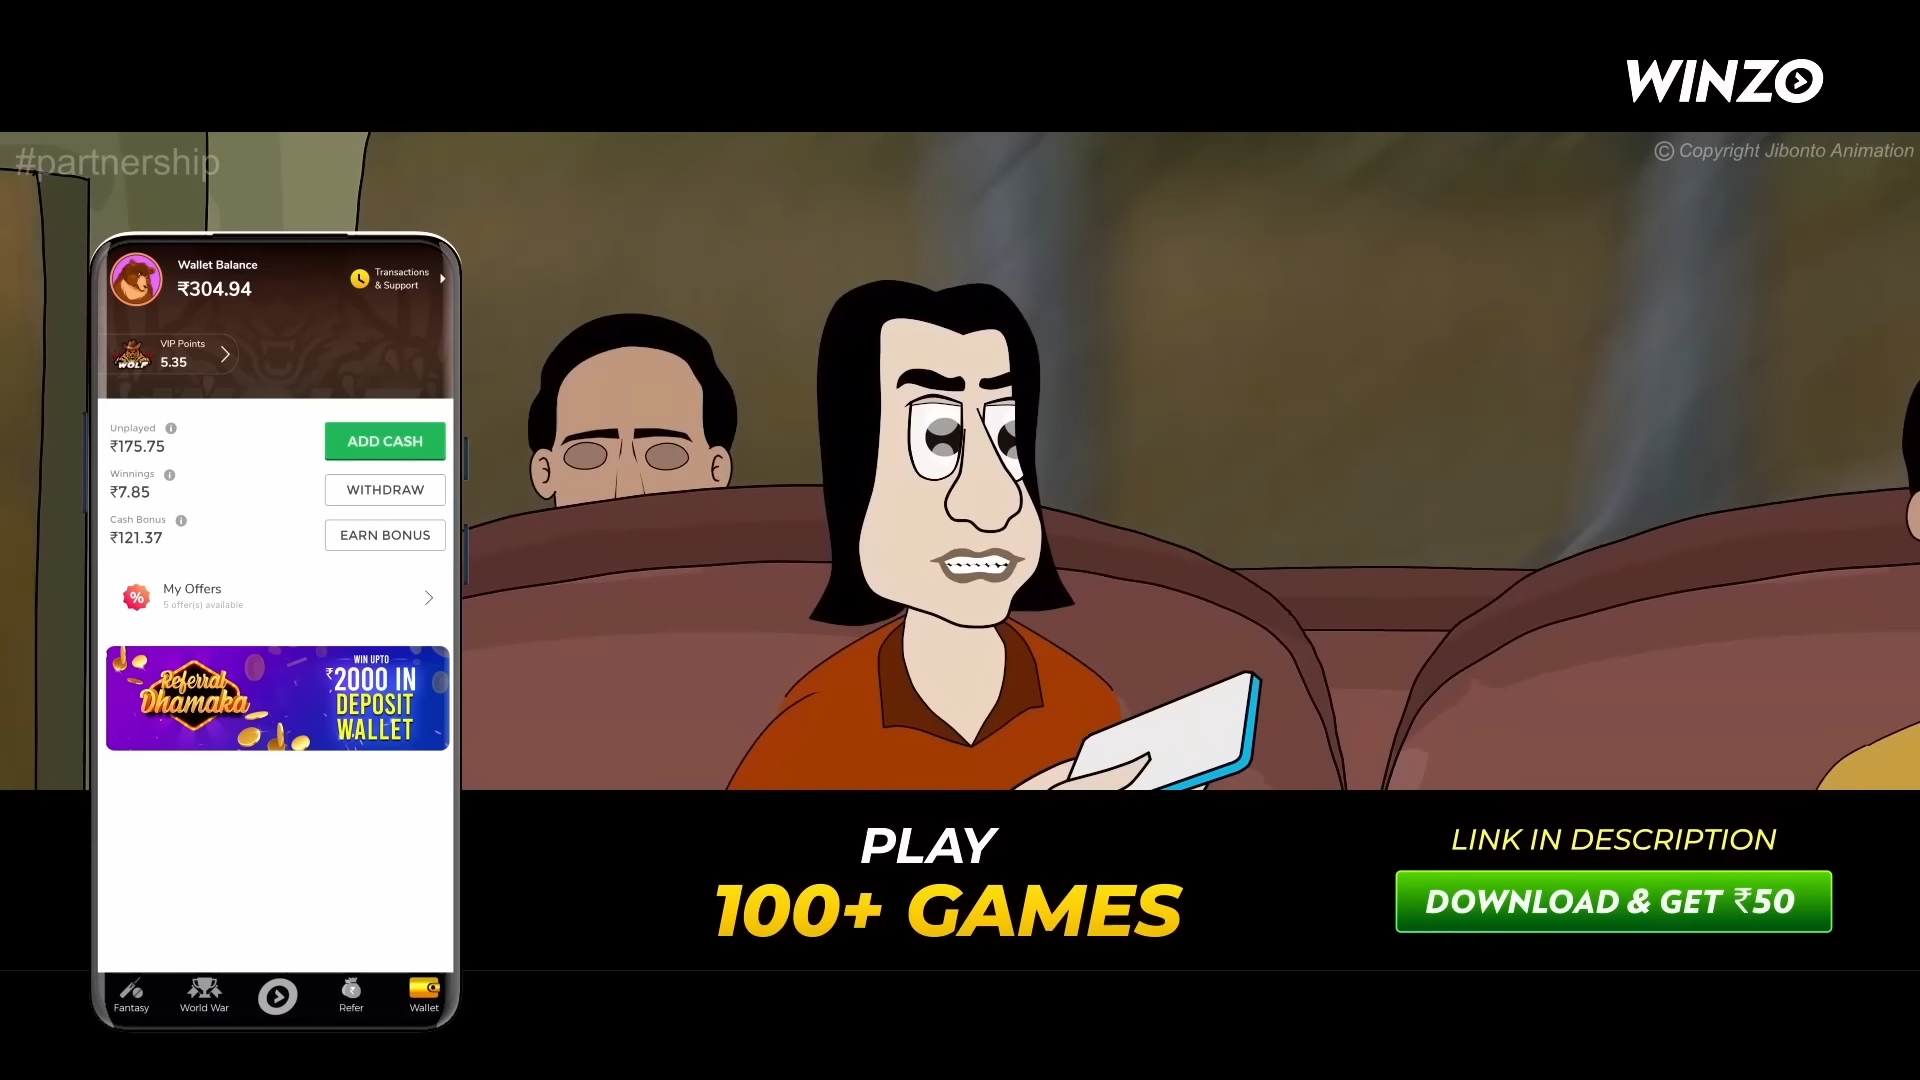 WINZO
#partnership
© Copyright Jibonto Animation
Wallet Balance
₹304.94
Transactions
& Support
VIP Points
5.35
WOLF
Unplayed
₹175.75
ADD CASH
Winnings
₹7.85
WITHDRAW
Cash Bonus
₹121.37
EARN BONUS
My Offers
5 offer(s) available
%
Referral
Dhamaka
WIN UPTO
₹2000 IN
DEPOSIT
WALLET
Fantasy
World War
Refer
Wallet
PLAY
100+ GAMES
LINK IN DESCRIPTION
DOWNLOAD & GET ₹50